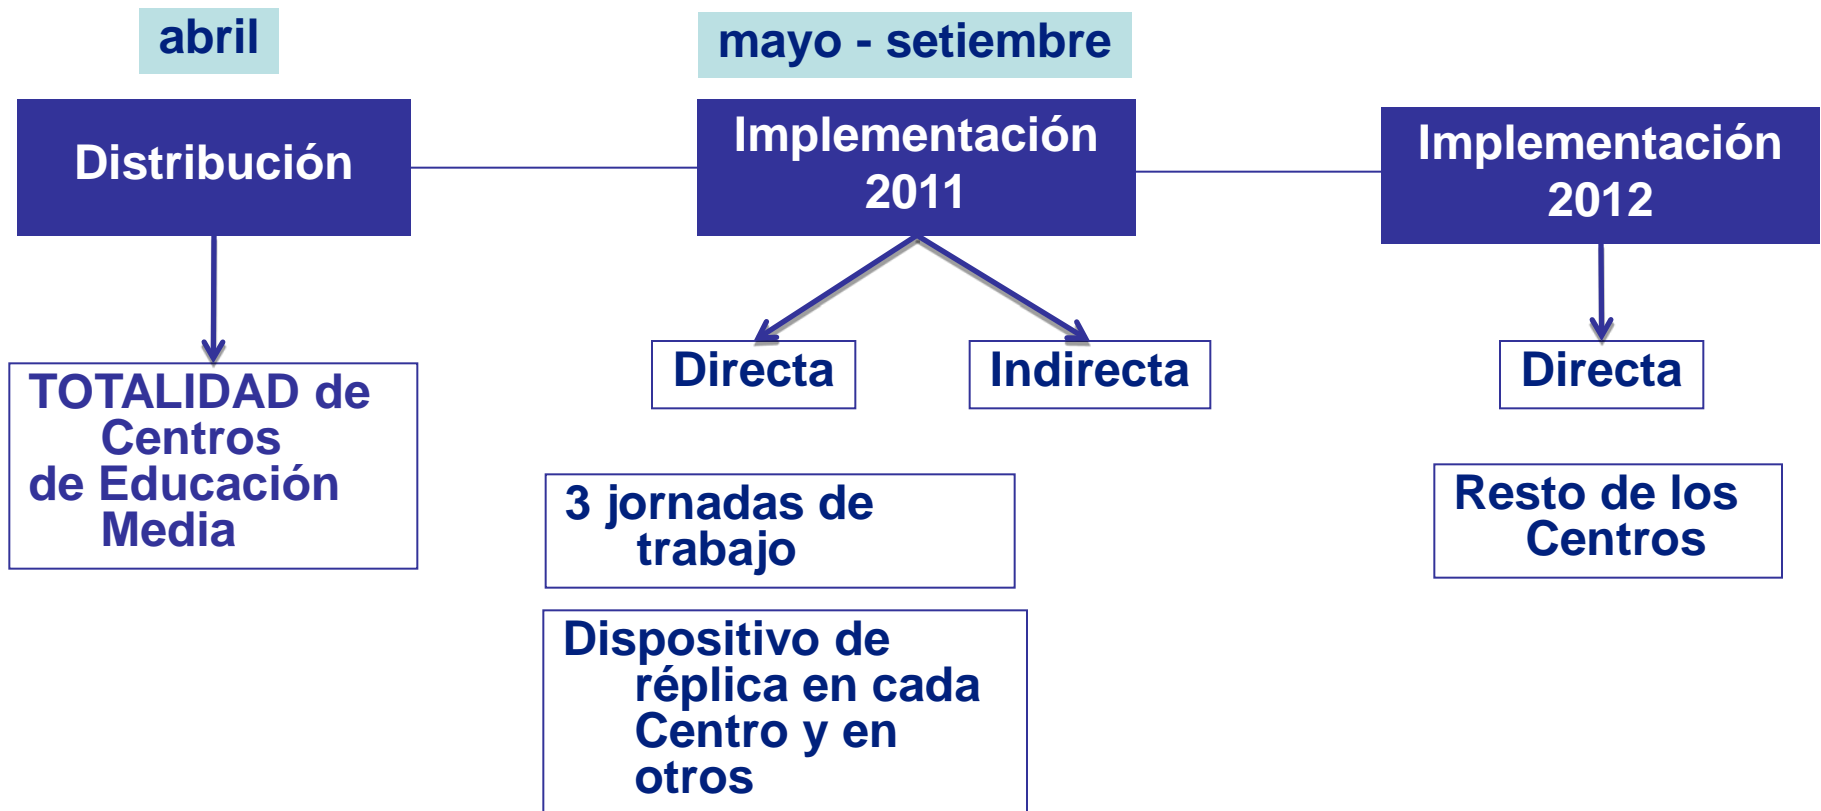 abril
mayo - setiembre
Distribución
Implementación
2011
Implementación
2012
TOTALIDAD de
Centros
de Educación
Media
Directa
Indirecta
Directa
3 jornadas de
trabajo
Dispositivo de
réplica en cada
Centro y en
otros
Resto de los
Centros